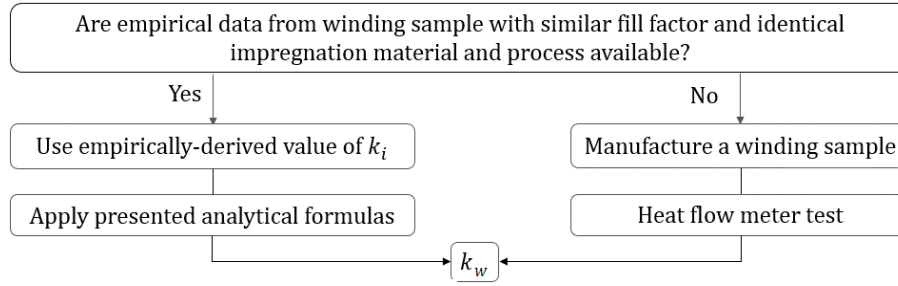 Are empirical data from winding sample with similar fill factor and identical
impregnation material and process available?
Yes
No
Use empirically-derived value of k_i
Manufacture a winding sample
Apply presented analytical formulas
Heat flow meter test
k_w